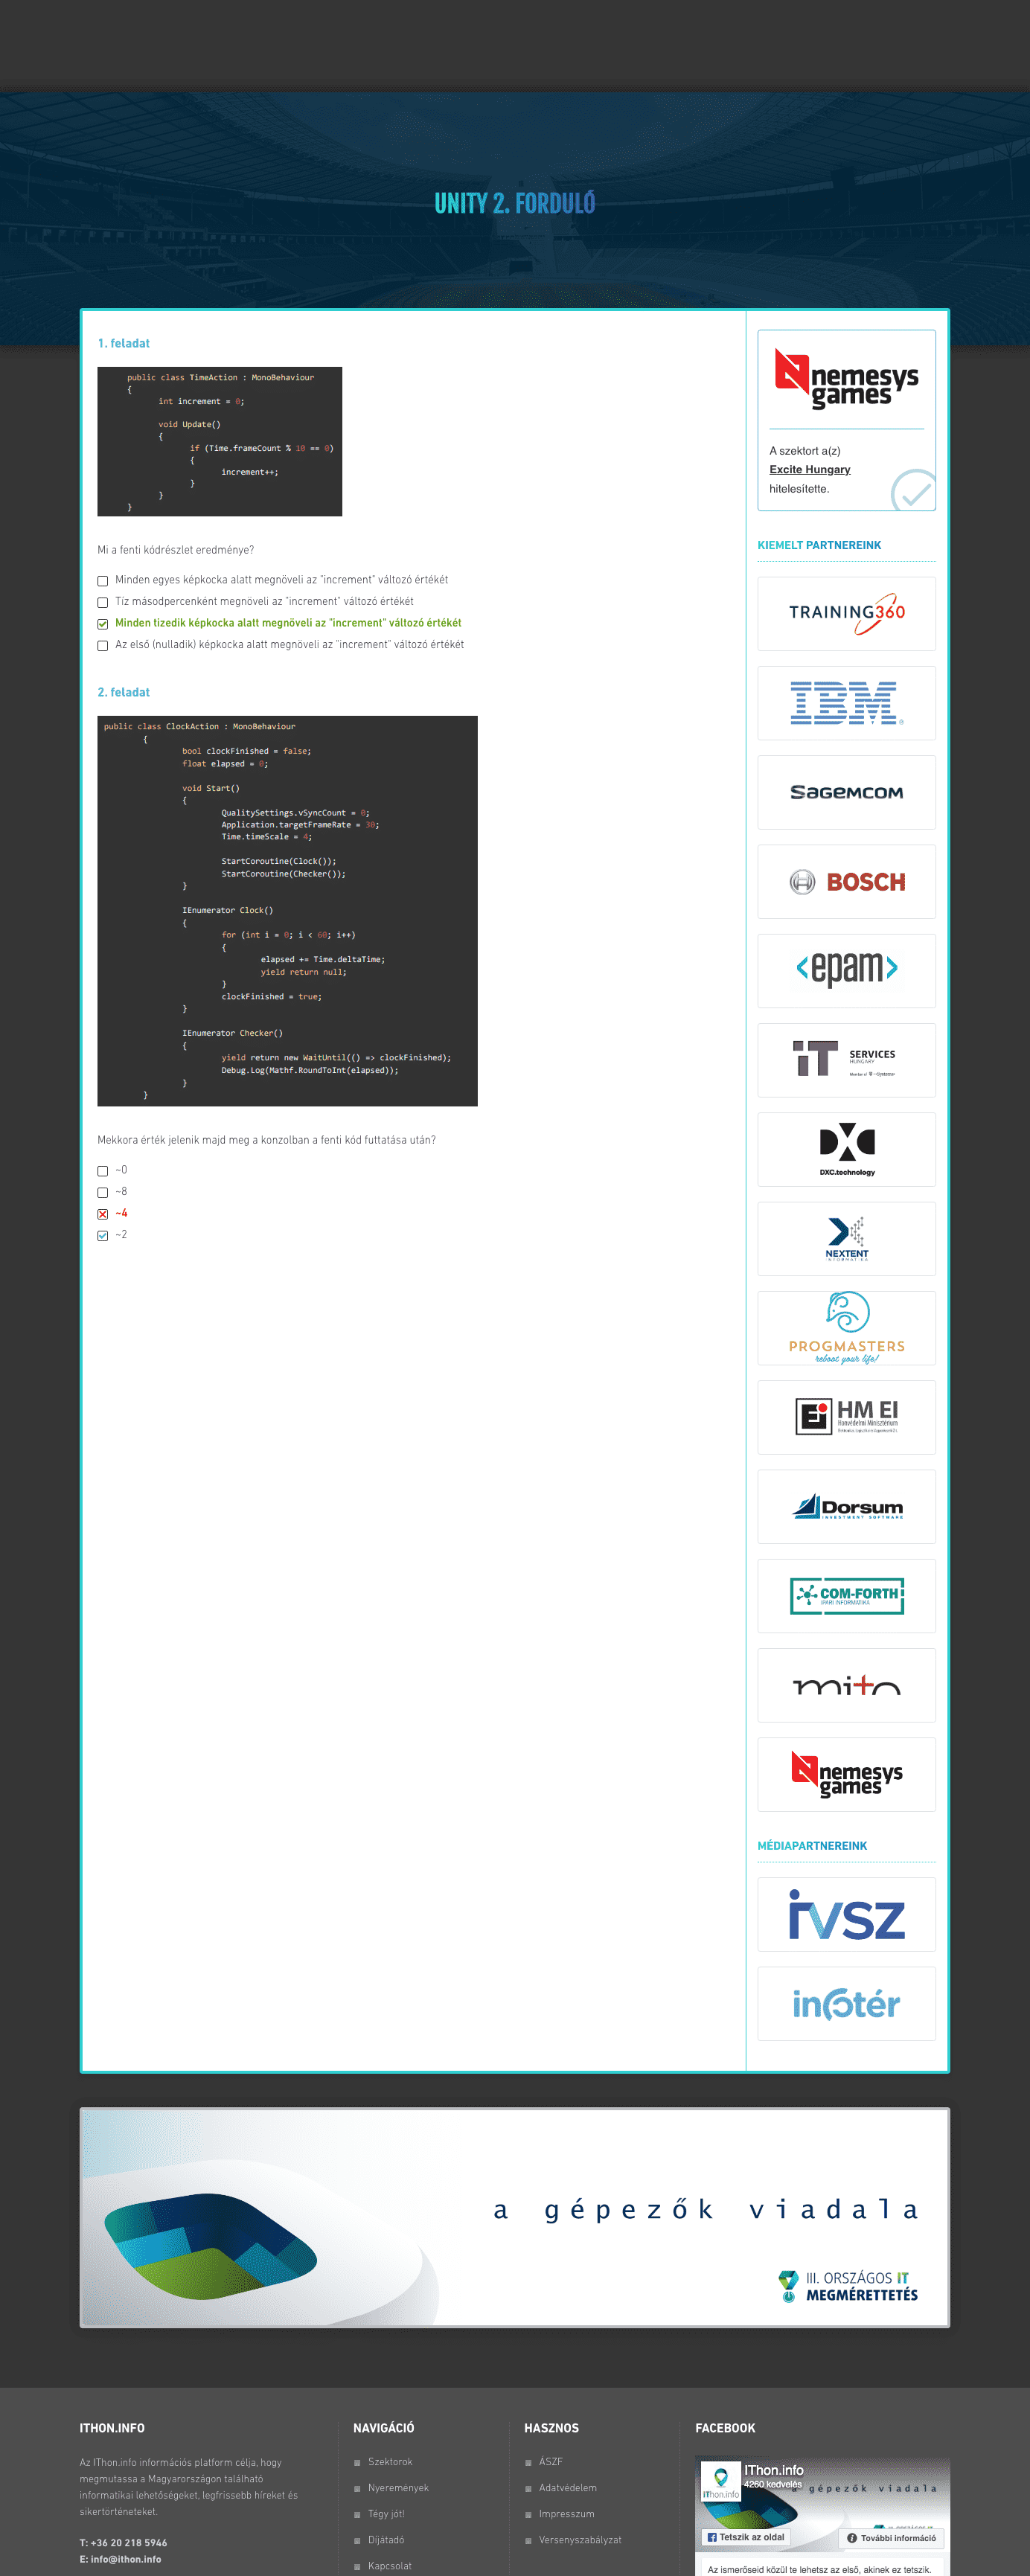 UNITY 2. FORDULÓ
1. feladat
public class TimeAction : MonoBehaviour
{
int increment = 0;
void Update()
{
if (Time.frameCount % 10 == 0)
{
increment++;
}
}
}
Mi a fenti kódrészlet eredménye?
Minden egyes képkocka alatt megnöveli az "increment" változó értékét
Tíz másodpercenként megnöveli az "increment" változó értékét
Minden tizedik képkocka alatt megnöveli az "increment" változó értékét
Az első (nulladik) képkocka alatt megnöveli az "increment" változó értékét
2. feladat
public class ClockAction : MonoBehaviour
{
bool clockFinished = false;
float elapsed = 0;
void Start()
{
QualitySettings.vSyncCount = 0;
Application.targetFrameRate = 30;
Time.timeScale = 4;
StartCoroutine(Clock());
StartCoroutine(Checker());
}
IEnumerator Clock()
{
for (int i = 0; i < 60; i++)
{
elapsed += Time.deltaTime;
yield return null;
}
clockFinished = true;
}
IEnumerator Checker()
{
yield return new WaitUntil(() => clockFinished);
Debug.Log(Mathf.RoundToInt(elapsed));
}
}
Mekkora érték jelenik majd meg a konzolban a fenti kód futtatása után?
~0
~8
~4
~2
nemesys
games
A szektort a(z)
Excite Hungary
hitelesítette.
KIEMELT PARTNEREINK
TRAINING360
IBM®
SAGEMCOM
BOSCH
<epam>
iT SERVICES
HUNGARY
DXC.technology
NEXTENT
INFORMATIKA
PROGMASTERS
reboot your life!
Ei HM EI
Honvédelmi Minisztérium
Dorsum
INVESTMENT SOFTWARE
COM-FORTH
IPARI INFORMATIKA
mito
nemesys
games
MÉDIAPARTNEREINK
ivsz
infotér
a gépezők viadala
III. ORSZÁGOS IT
MEGMÉRETTETÉS
ITHON.INFO
Az IThon.info információs platform célja, hogy
megmutassa a Magyarországon található
informatikai lehetőségeket, legfrissebb híreket és
sikertörténeteket.
T: +36 20 218 5946
E: info@ithon.info
NAVIGÁCIÓ
Szektorok
Nyeremények
Tégy jót!
Díjátadó
Kapcsolat
HASZNOS
ÁSZF
Adatvédelem
Impresszum
Versenyszabályzat
FACEBOOK
IThon.info
4260 kedvelés
a gépezők viadala
iThon.info
Tetszik az oldal
További információ
Az ismerőseid közül te lehetsz az első, akinek ez tetszik.